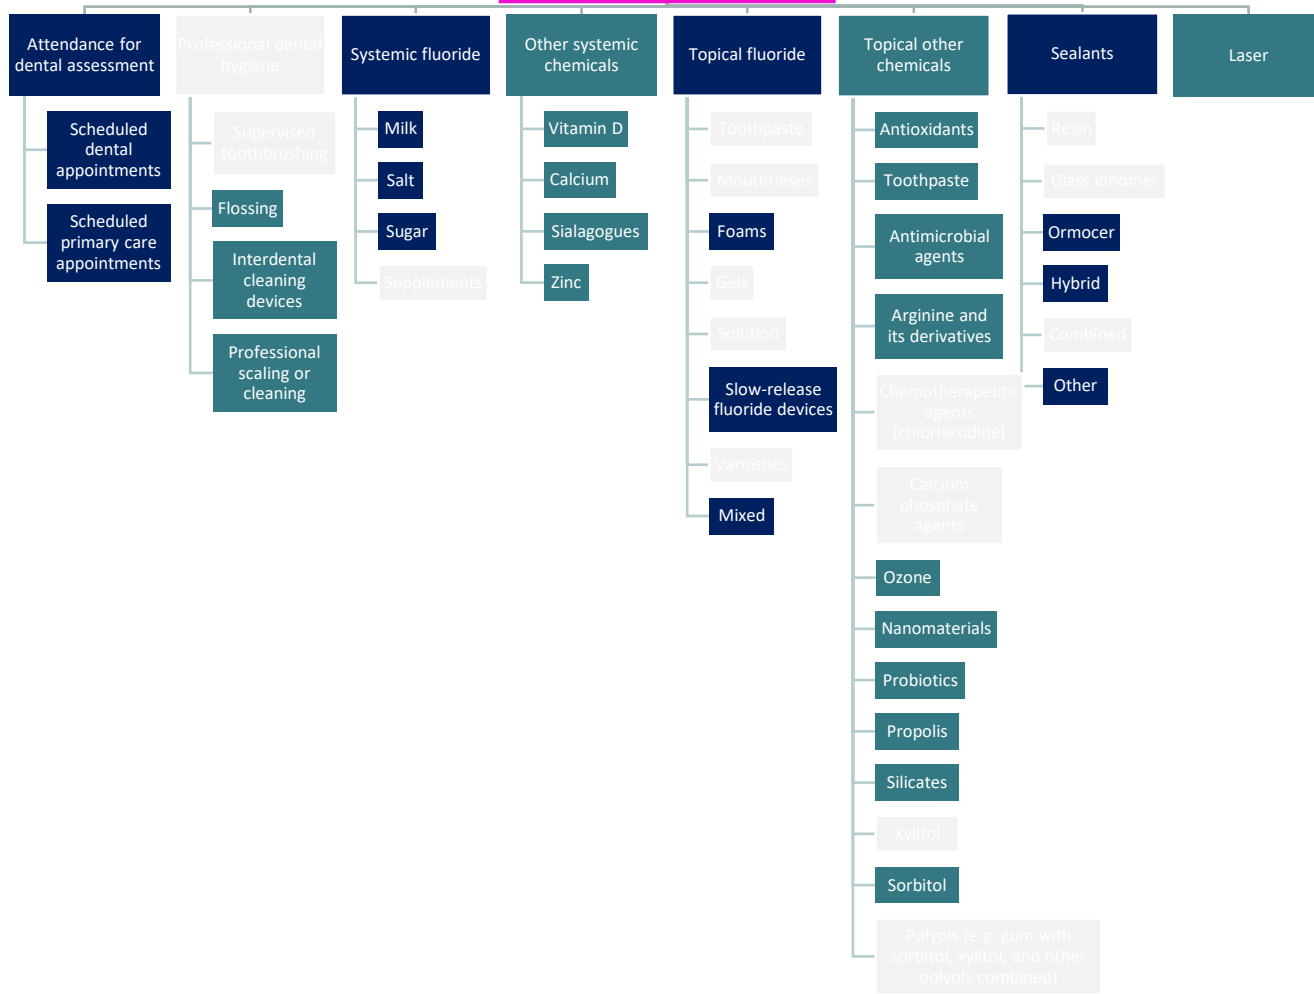 Attendance for
dental assessment
Scheduled
dental
appointments
Scheduled
primary care
appointments
Professional dental
hygiene
Supervised
toothbrushing
Flossing
Interdental
cleaning
devices
Professional
scaling or
cleaning
Systemic fluoride
Milk
Salt
Sugar
Supplements
Other systemic
chemicals
Vitamin D
Calcium
Sialagogues
Zinc
Topical fluoride
Toothpaste
Mouthrinses
Foams
Gels
Solution
Slow-release
fluoride devices
Varnishes
Mixed
Topical other
chemicals
Antioxidants
Toothpaste
Antimicrobial
agents
Arginine and
its derivatives
Chemotherapeutic
agents
(chlorhexidine)
Calcium
phosphate
agents
Ozone
Nanomaterials
Probiotics
Propolis
Silicates
Xylitol
Sorbitol
Polyols (e.g. gum with
sorbitol, xylitol, and other
polyols combined)
Sealants
Resin
Glass ionomer
Ormocer
Hybrid
Combined
Other
Laser